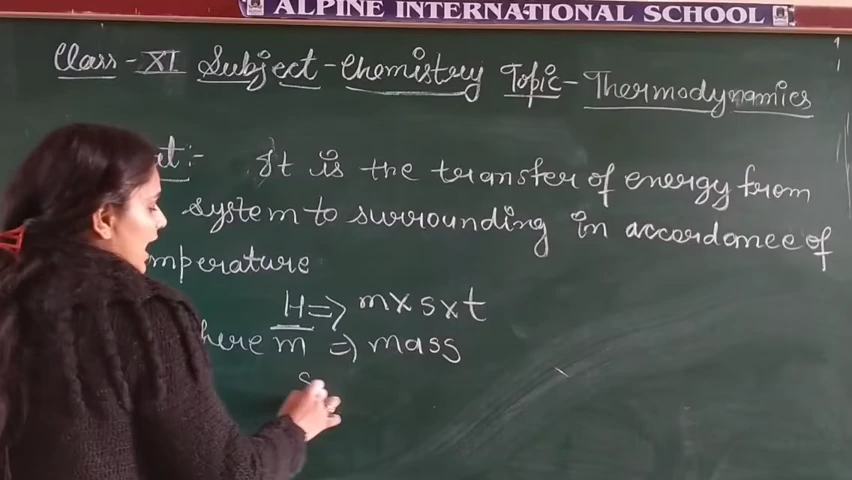 ALPINE INTERNATIONAL SCHOOL
Class - XI Subject - Chemistry Topic - Thermodynamics
It is the transfer of energy from
system to surrounding in accordance of
mperature
H => m x s x t
here m => mass
s